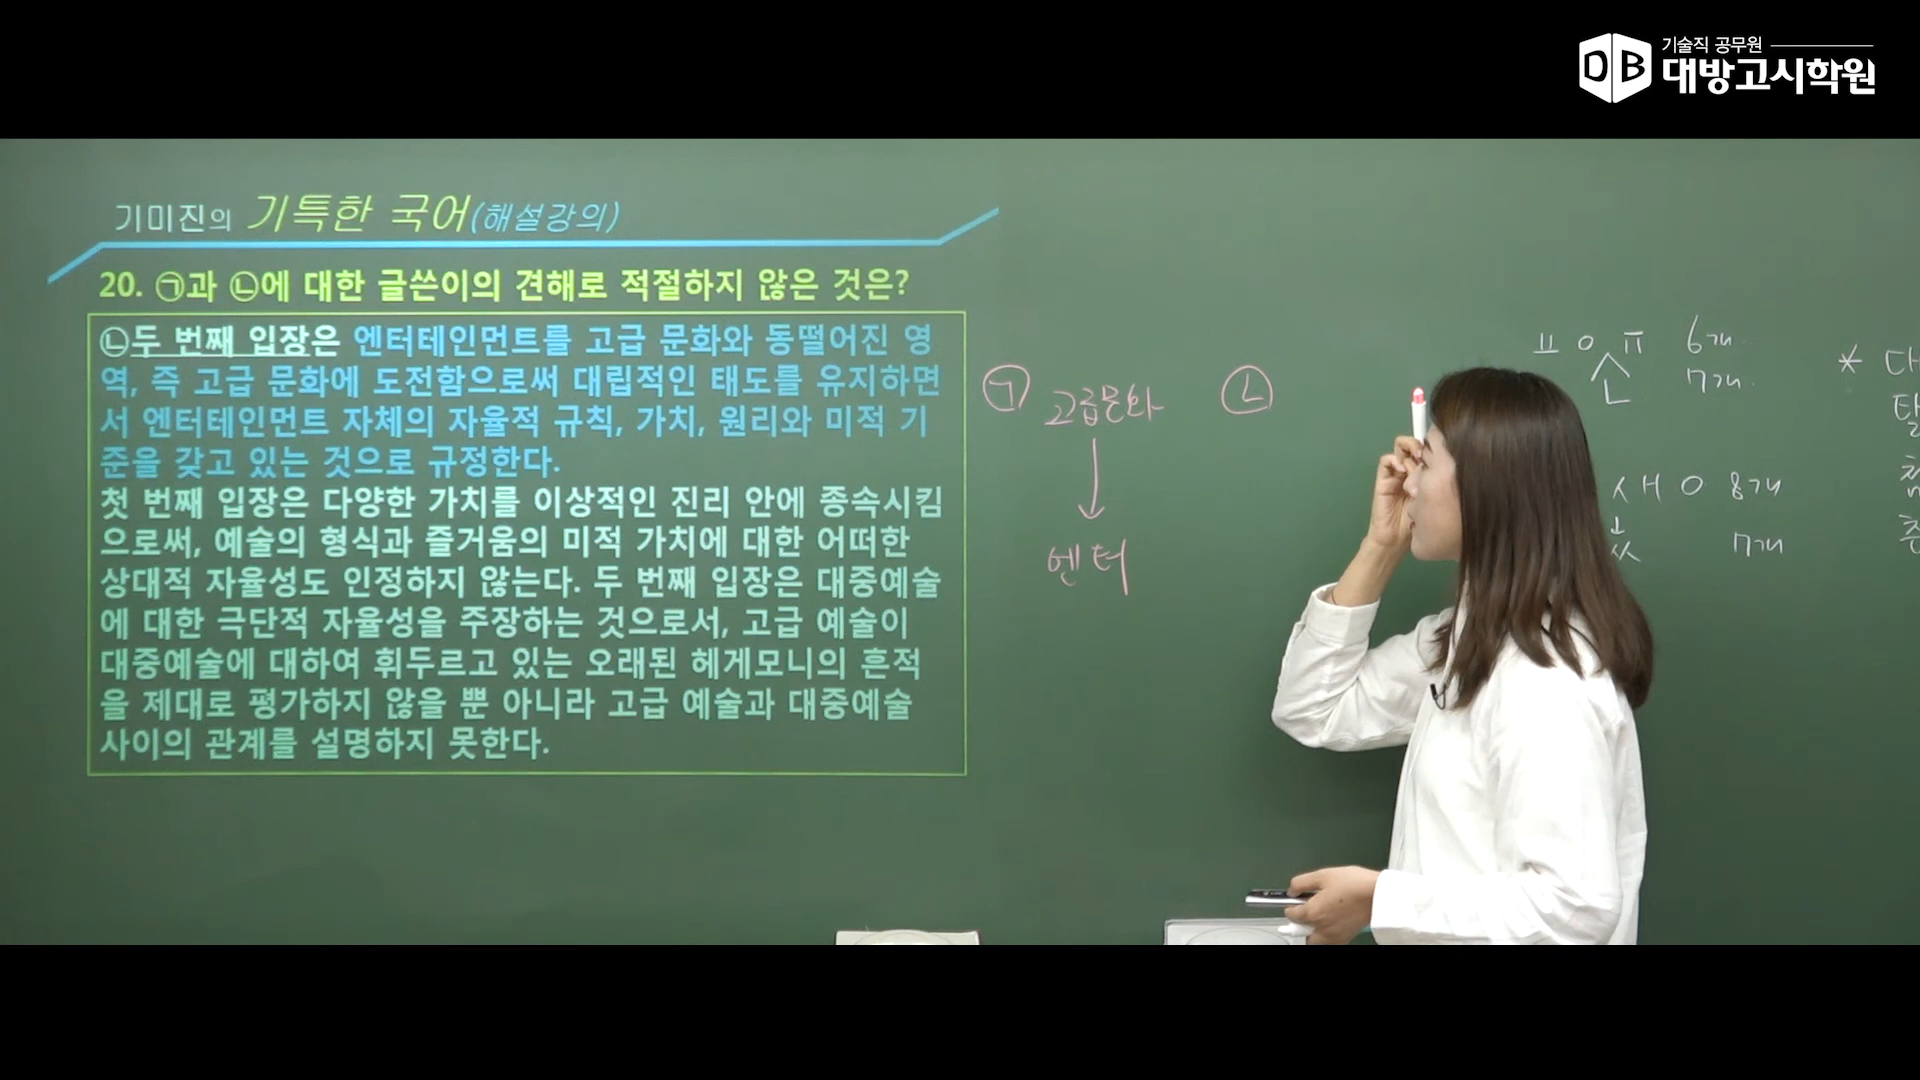 기술직 공무원
DB 대방고시학원
기미진의 기특한 국어(해설강의)
20. ㉠과 ㉡에 대한 글쓴이의 견해로 적절하지 않은 것은?
㉡두 번째 입장은 엔터테인먼트를 고급 문화와 동떨어진 영
역, 즉 고급 문화에 도전함으로써 대립적인 태도를 유지하면
서 엔터테인먼트 자체의 자율적 규칙, 가치, 원리와 미적 기
준을 갖고 있는 것으로 규정한다.
첫 번째 입장은 다양한 가치를 이상적인 진리 안에 종속시킴
으로써, 예술의 형식과 즐거움의 미적 가치에 대한 어떠한
상대적 자율성도 인정하지 않는다. 두 번째 입장은 대중예술
에 대한 극단적 자율성을 주장하는 것으로서, 고급 예술이
대중예술에 대하여 휘두르고 있는 오래된 헤게모니의 흔적
을 제대로 평가하지 않을 뿐 아니라 고급 예술과 대중예술
사이의 관계를 설명하지 못한다.
㉠ 고급문화 ㉡
엔터
ㅛ ㅇ ㅠ 6개
7개
8개
7개